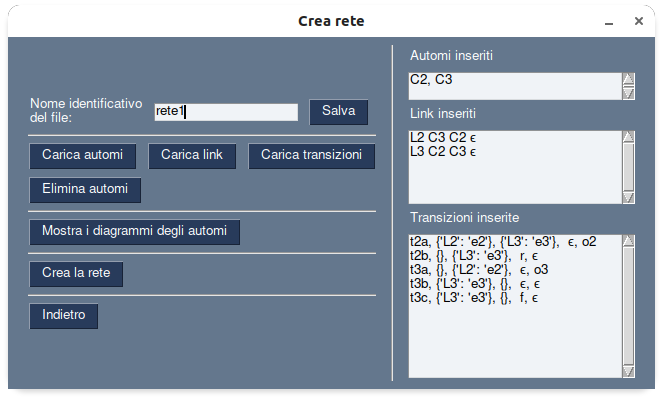 Crea rete
Nome identificativo
del file:
rete1
Salva
Carica automi
Carica link
Carica transizioni
Elimina automi
Mostra i diagrammi degli automi
Crea la rete
Indietro
Automi inseriti
C2, C3
Link inseriti
L2 C3 C2 ϵ
L3 C2 C3 ϵ
Transizioni inserite
t2a, {'L2': 'e2'}, {'L3': 'e3'},  ϵ, o2
t2b, {}, {'L3': 'e3'},  r, ϵ
t3a, {}, {'L2': 'e2'},  ϵ, o3
t3b, {'L3': 'e3'}, {},  ϵ, ϵ
t3c, {'L3': 'e3'}, {},  f, ϵ